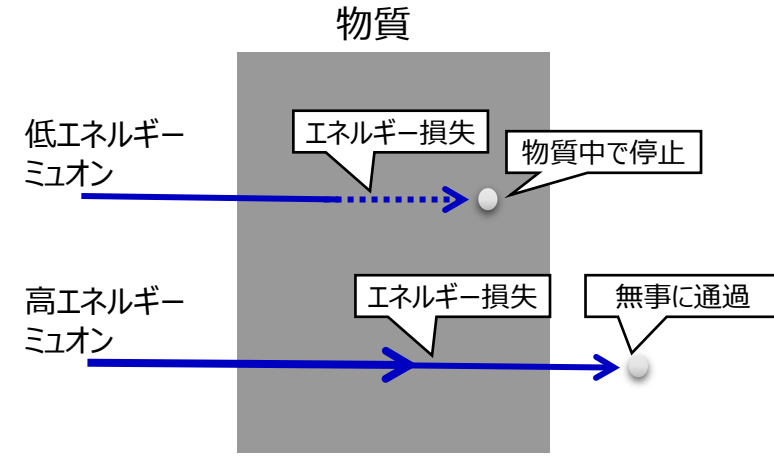 物質
低エネルギー
ミュオン
エネルギー損失
物質中で停止
高エネルギー
ミュオン
エネルギー損失
無事に通過